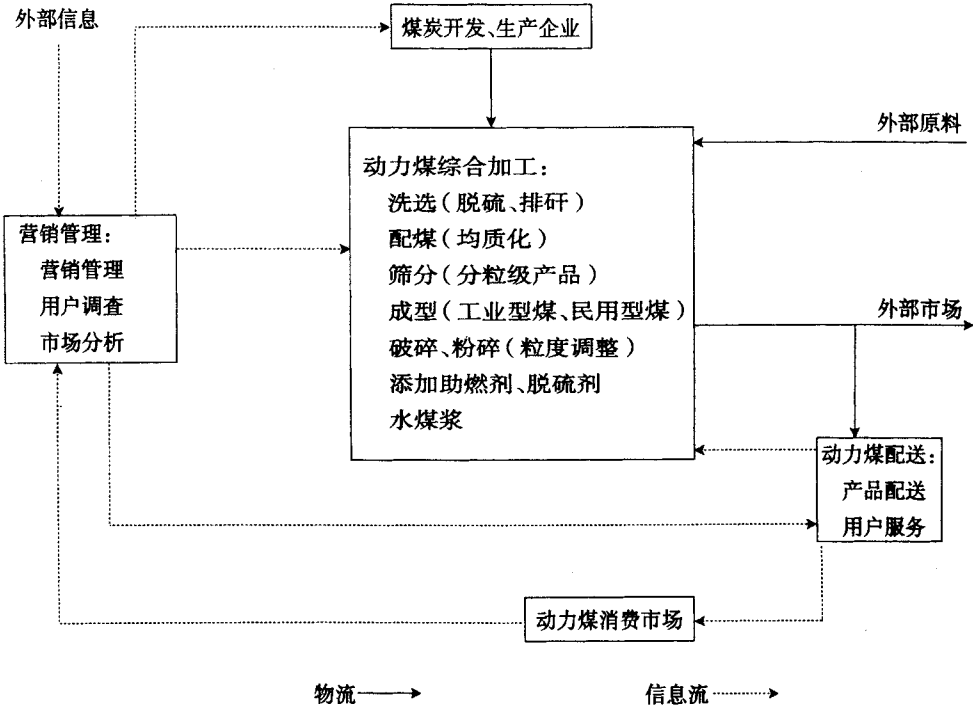 外部信息
煤炭开发、生产企业
外部原料
动力煤综合加工：
洗选（脱硫、排矸）
配煤（均质化）
筛分（分粒级产品）
成型（工业型煤、民用型煤）
破碎、粉碎（粒度调整）
添加助燃剂、脱硫剂
水煤浆
营销管理：
营销管理
用户调查
市场分析
外部市场
动力煤配送：
产品配送
用户服务
动力煤消费市场
物流
信息流